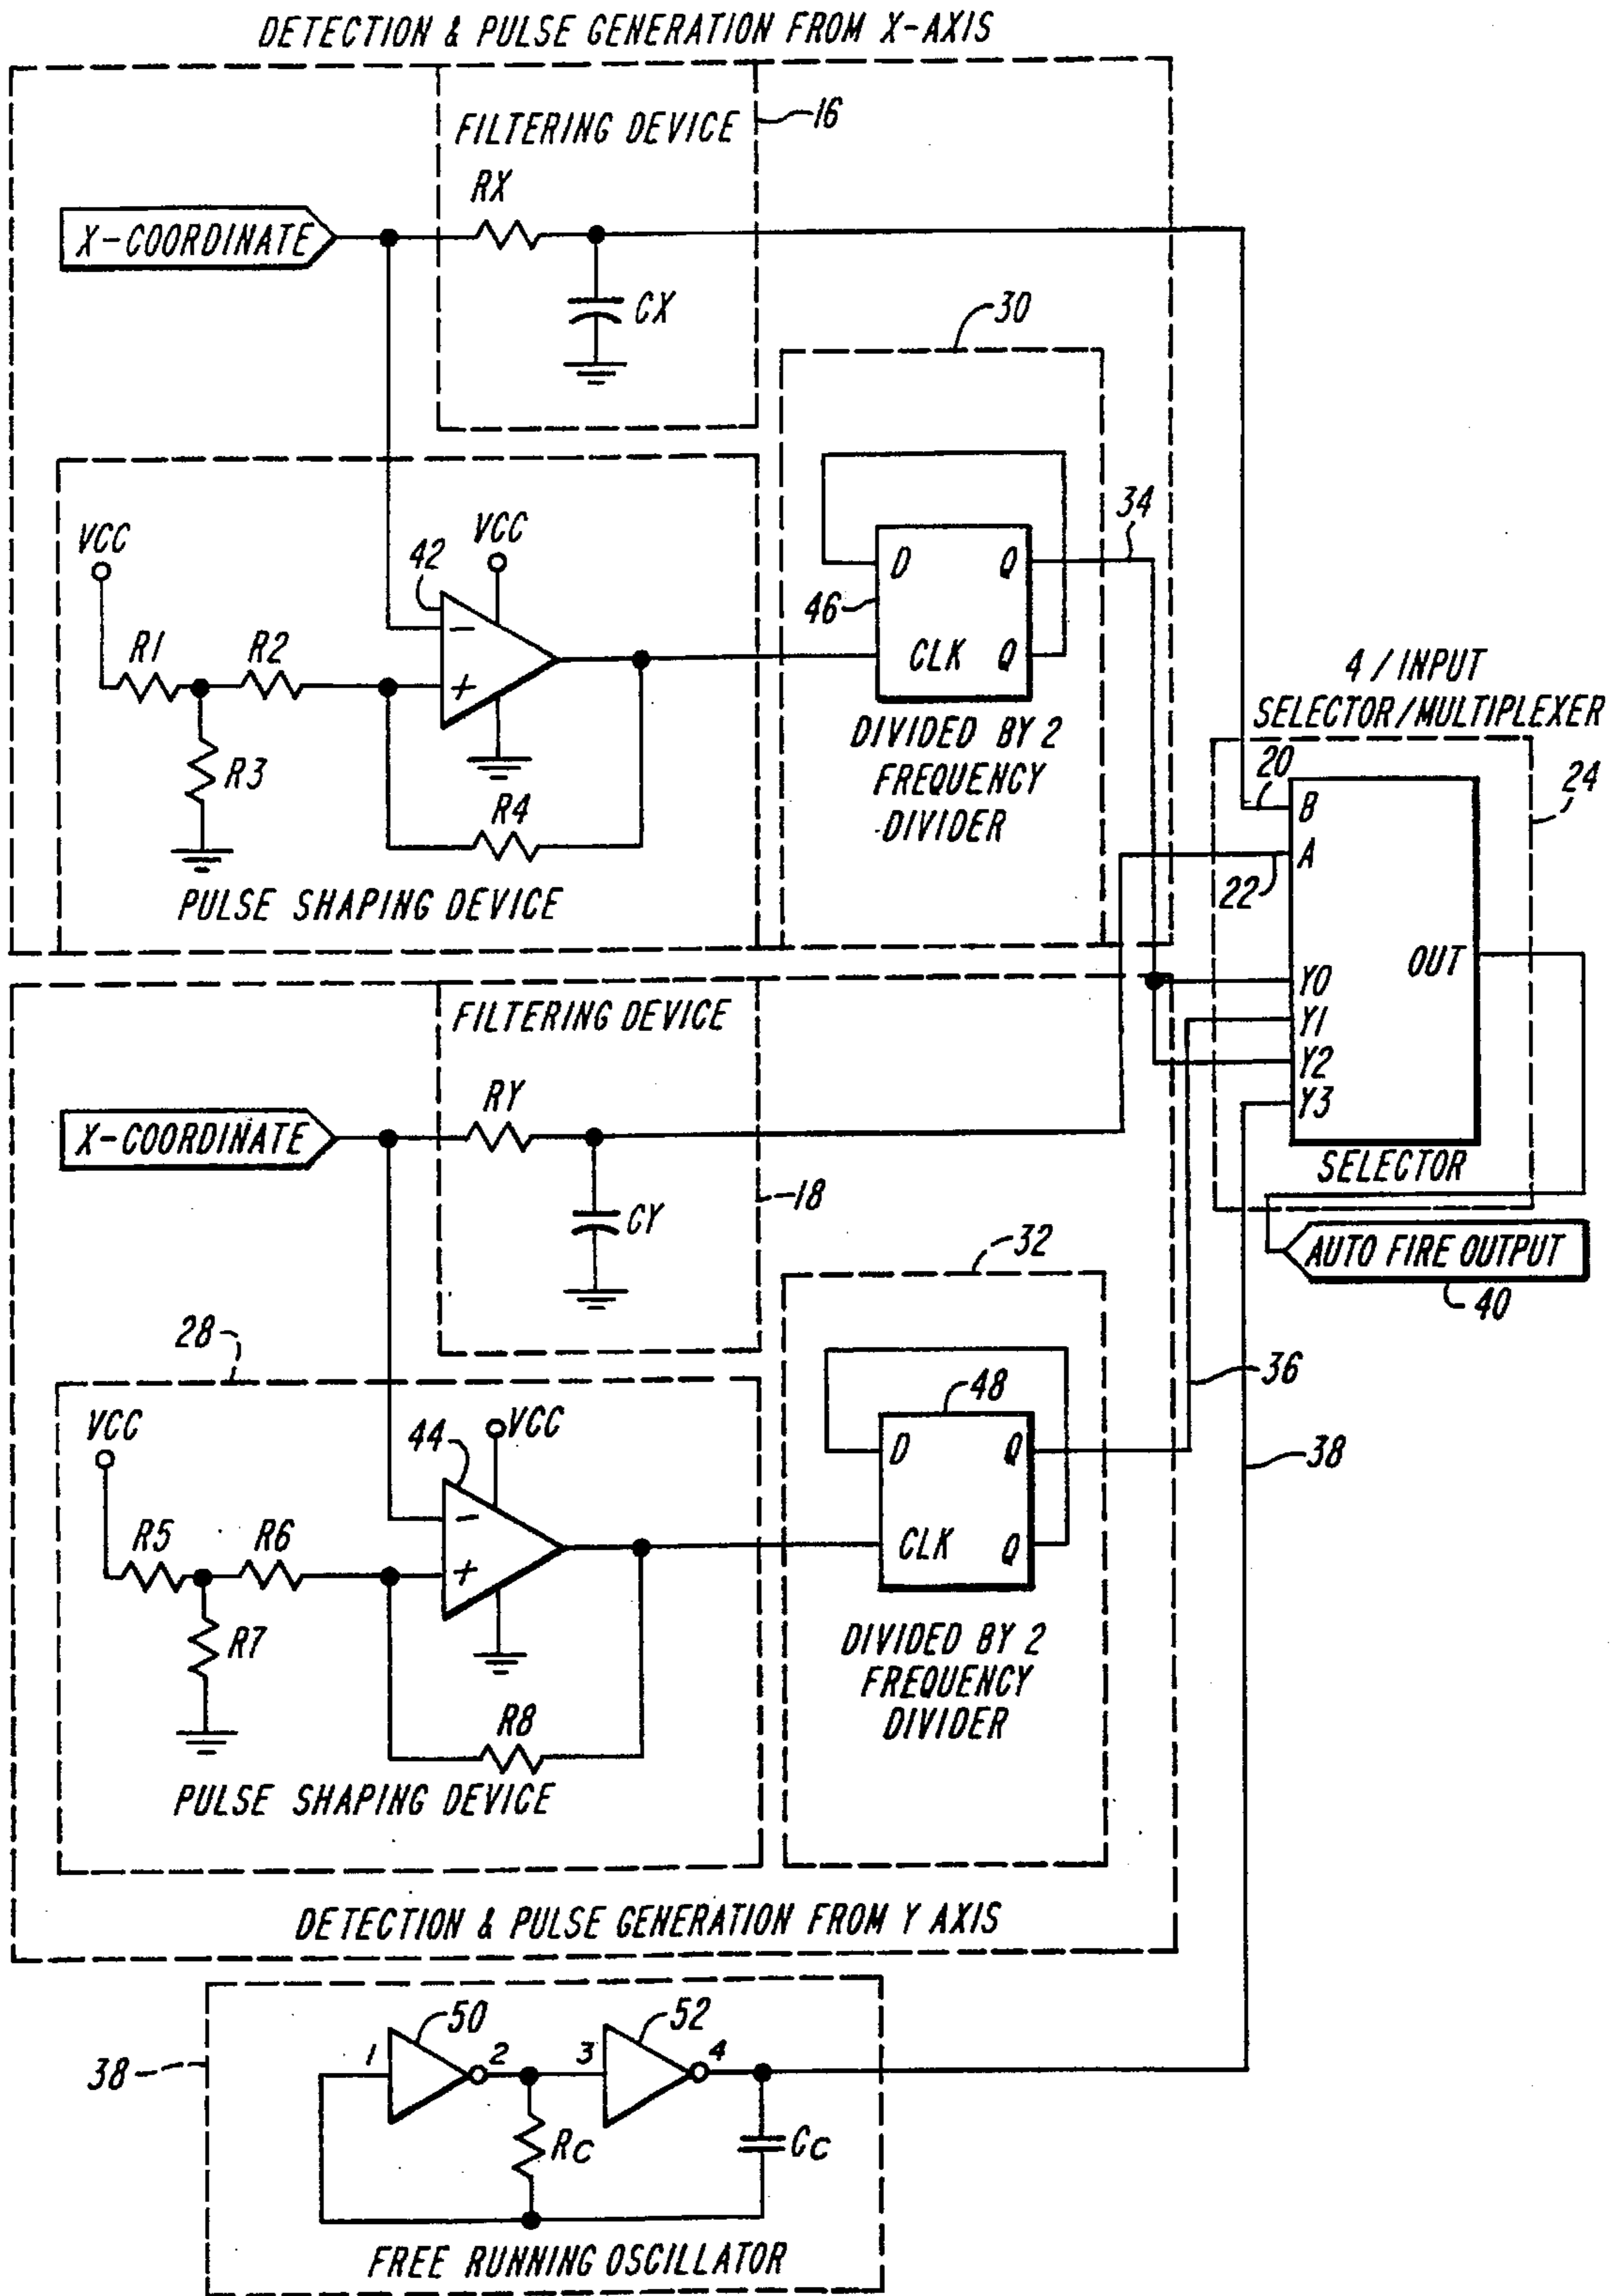 DETECTION & PULSE GENERATION FROM X-AXIS
FILTERING DEVICE
16
RX
X-COORDINATE
CX
30
VCC
42
VCC
34
D
Q
46
R1
R2
-
CLK
Q
+
4/INPUT
SELECTOR/MULTIPLEXER
DIVIDED BY 2
FREQUENCY
DIVIDER
R3
R4
20
24
B
A
22
PULSE SHAPING DEVICE
OUT
Y0
Y1
Y2
Y3
SELECTOR
FILTERING DEVICE
RY
X-COORDINATE
18
CY
AUTO FIRE OUTPUT
40
32
28
36
48
VCC
44
VCC
D
Q
38
R5
R6
-
CLK
Q
+
R7
DIVIDED BY 2
FREQUENCY
DIVIDER
R8
PULSE SHAPING DEVICE
DETECTION & PULSE GENERATION FROM Y AXIS
50
52
38
1
2
3
4
RC
CC
FREE RUNNING OSCILLATOR